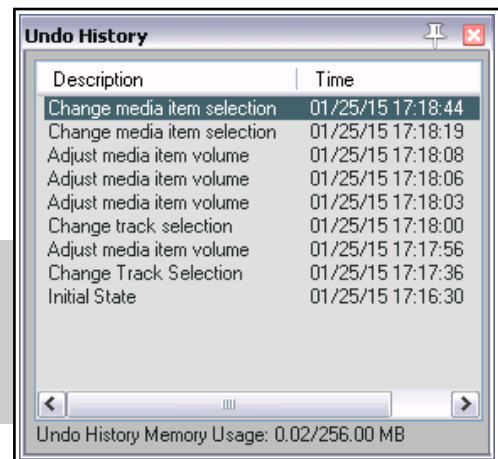 Undo History
Description Time
Change media item selection 01/25/15 17:18:44
Change media item selection 01/25/15 17:18:19
Adjust media item volume 01/25/15 17:18:08
Adjust media item volume 01/25/15 17:18:06
Adjust media item volume 01/25/15 17:18:03
Change track selection 01/25/15 17:18:00
Adjust media item volume 01/25/15 17:17:56
Change Track Selection 01/25/15 17:17:36
Initial State 01/25/15 17:16:30
Undo History Memory Usage: 0.02/256.00 MB